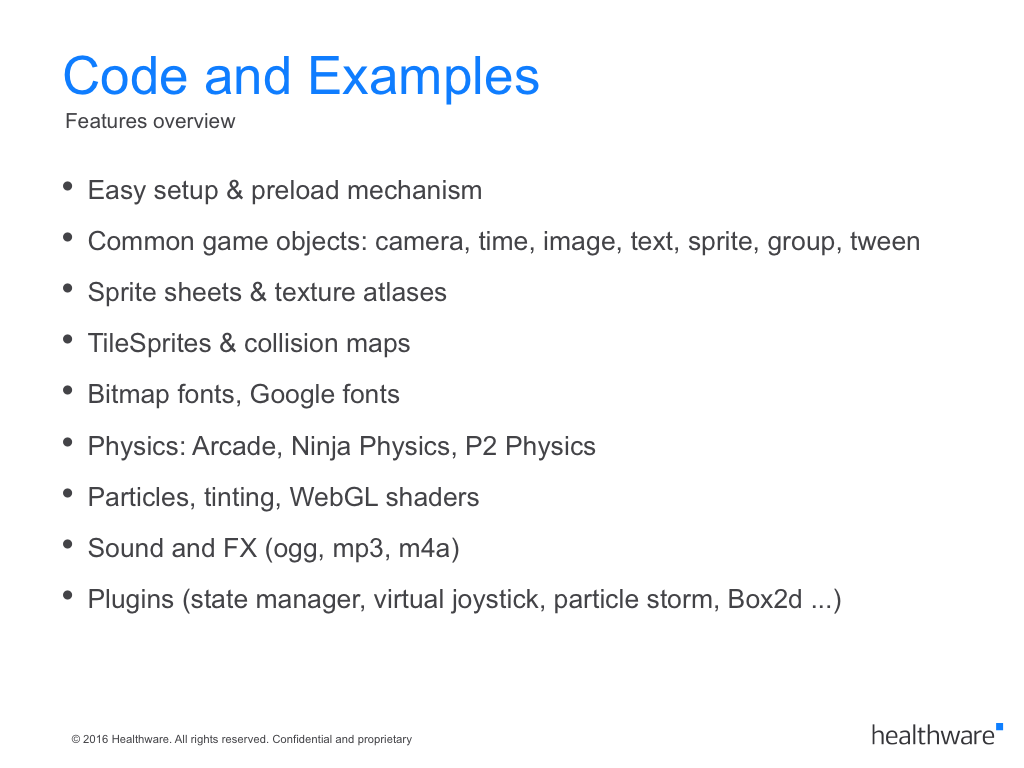 Code and Examples
Features overview
• Easy setup & preload mechanism
• Common game objects: camera, time, image, text, sprite, group, tween
• Sprite sheets & texture atlases
• TileSprites & collision maps
• Bitmap fonts, Google fonts
• Physics: Arcade, Ninja Physics, P2 Physics
• Particles, tinting, WebGL shaders
• Sound and FX (ogg, mp3, m4a)
• Plugins (state manager, virtual joystick, particle storm, Box2d ...)
© 2016 Healthware. All rights reserved. Confidential and proprietary
healthware